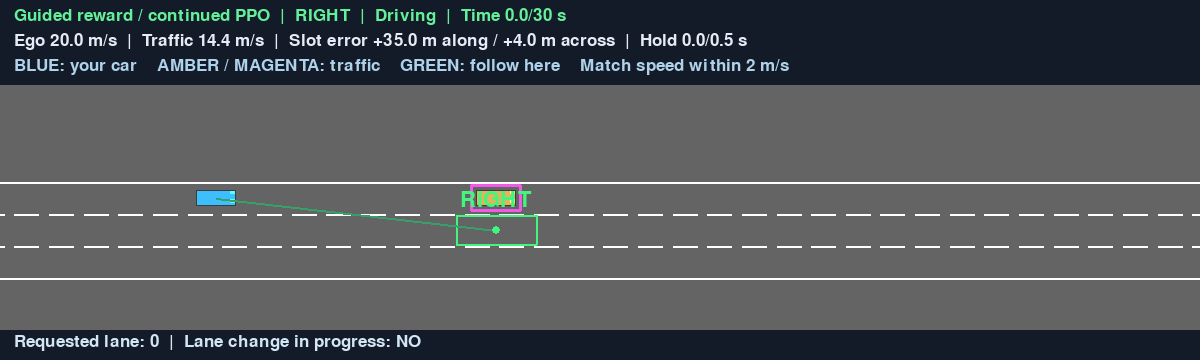 Guided reward / continued PPO | RIGHT | Driving | Time 0.0/30 s
Ego 20.0 m/s | Traffic 14.4 m/s | Slot error +35.0 m along / +4.0 m across | Hold 0.0/0.5 s
BLUE: your car AMBER / MAGENTA: traffic GREEN: follow here Match speed within 2 m/s
RIGHT
Requested lane: 0 | Lane change in progress: NO